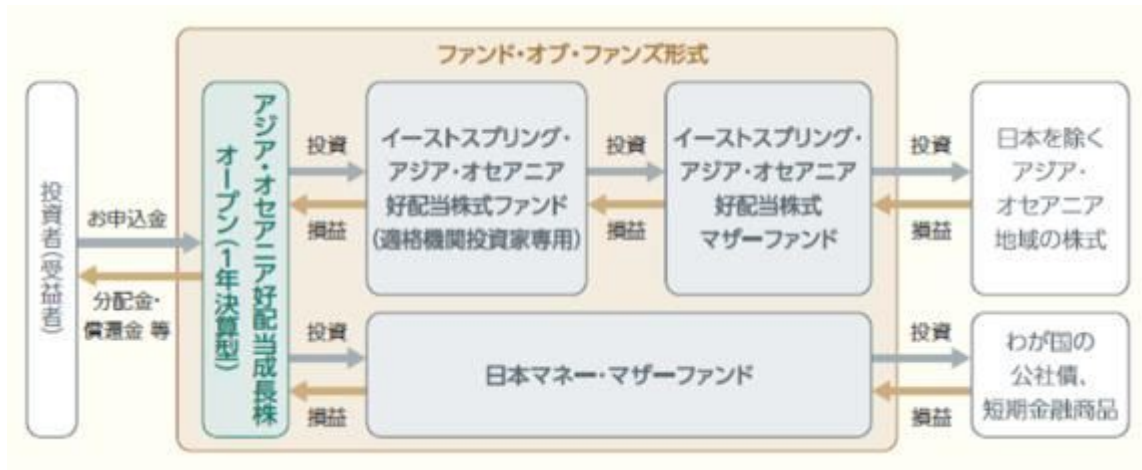 ファンド・オブ・ファンズ形式
投資者(受益者)
お申込金
分配金・
償還金 等
アジア・オセアニア好配当成長株
オープン(1年決算型)
投資
損益
イーストスプリング・
アジア・オセアニア
好配当株式ファンド
(適格機関投資家専用)
投資
損益
イーストスプリング・
アジア・オセアニア
好配当株式
マザーファンド
投資
損益
日本を除く
アジア・
オセアニア
地域の株式
投資
損益
日本マネー・マザーファンド
投資
損益
わが国の
公社債、
短期金融商品